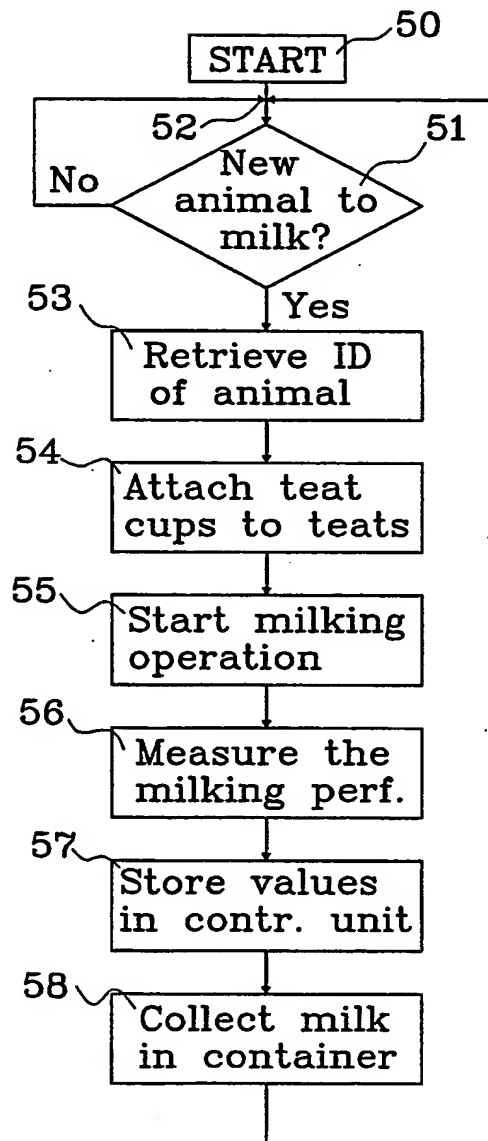 50
START
52
51
New
animal to
milk?
No
Yes
53
Retrieve ID
of animal
54
Attach teat
cups to teats
55
Start milking
operation
56
Measure the
milking perf.
57
Store values
in contr. unit
58
Collect milk
in container